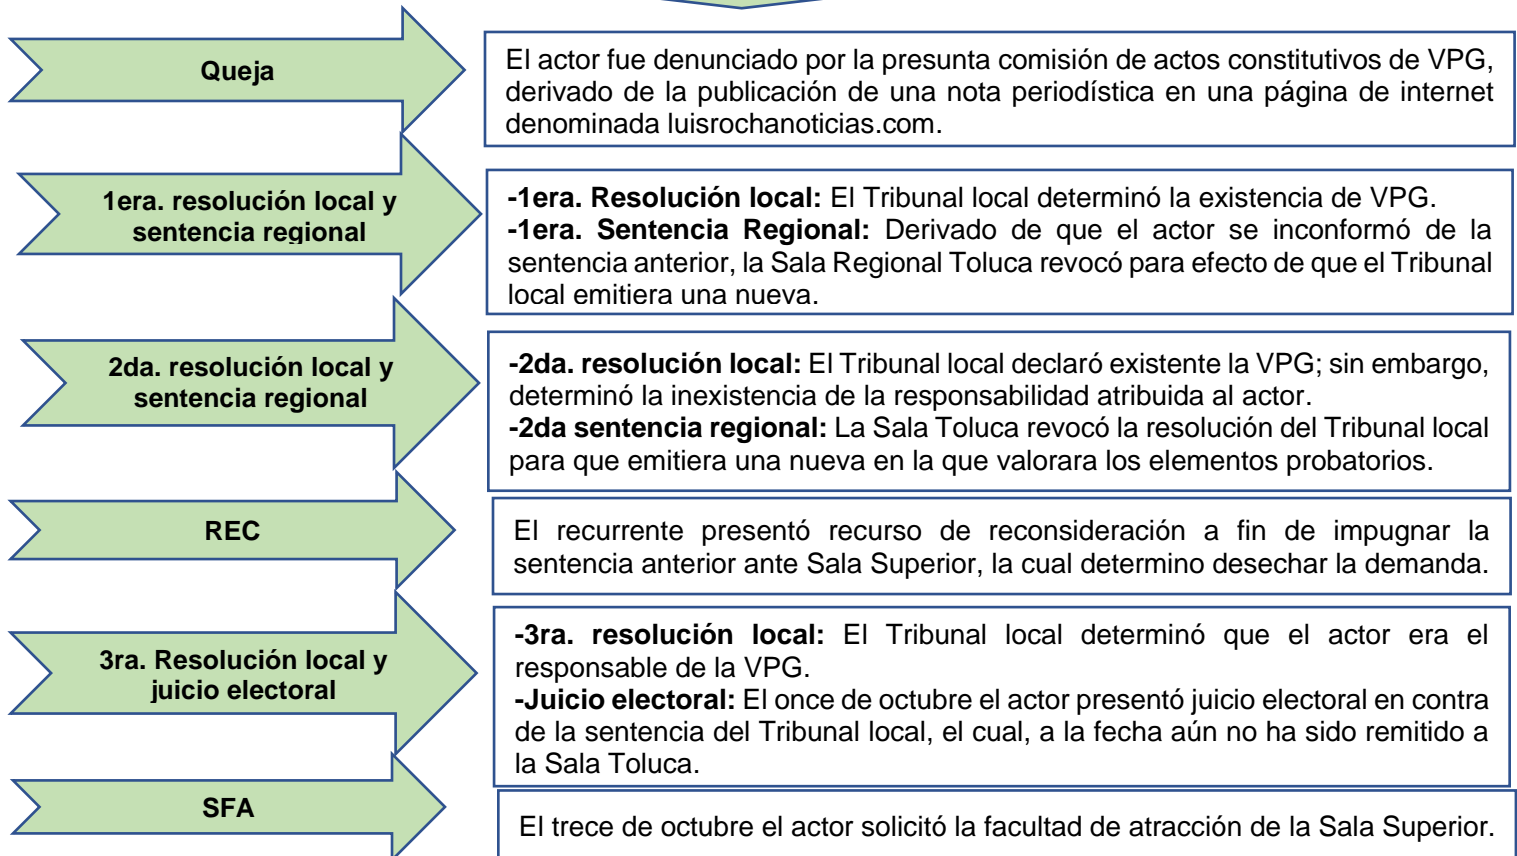 Queja
El actor fue denunciado por la presunta comisión de actos constitutivos de VPG,
derivado de la publicación de una nota periodística en una página de internet
denominada luisrochanoticias.com.
1era. resolución local y
sentencia regional
-1era. Resolución local: El Tribunal local determinó la existencia de VPG.
-1era. Sentencia Regional: Derivado de que el actor se inconformó de la
sentencia anterior, la Sala Regional Toluca revocó para efecto de que el Tribunal
local emitiera una nueva.
2da. resolución local y
sentencia regional
-2da. resolución local: El Tribunal local declaró existente la VPG; sin embargo,
determinó la inexistencia de la responsabilidad atribuida al actor.
-2da sentencia regional: La Sala Toluca revocó la resolución del Tribunal local
para que emitiera una nueva en la que valorara los elementos probatorios.
REC
El recurrente presentó recurso de reconsideración a fin de impugnar la
sentencia anterior ante Sala Superior, la cual determino desechar la demanda.
3ra. Resolución local y
juicio electoral
-3ra. resolución local: El Tribunal local determinó que el actor era el
responsable de la VPG.
-Juicio electoral: El once de octubre el actor presentó juicio electoral en contra
de la sentencia del Tribunal local, el cual, a la fecha aún no ha sido remitido a
la Sala Toluca.
SFA
El trece de octubre el actor solicitó la facultad de atracción de la Sala Superior.